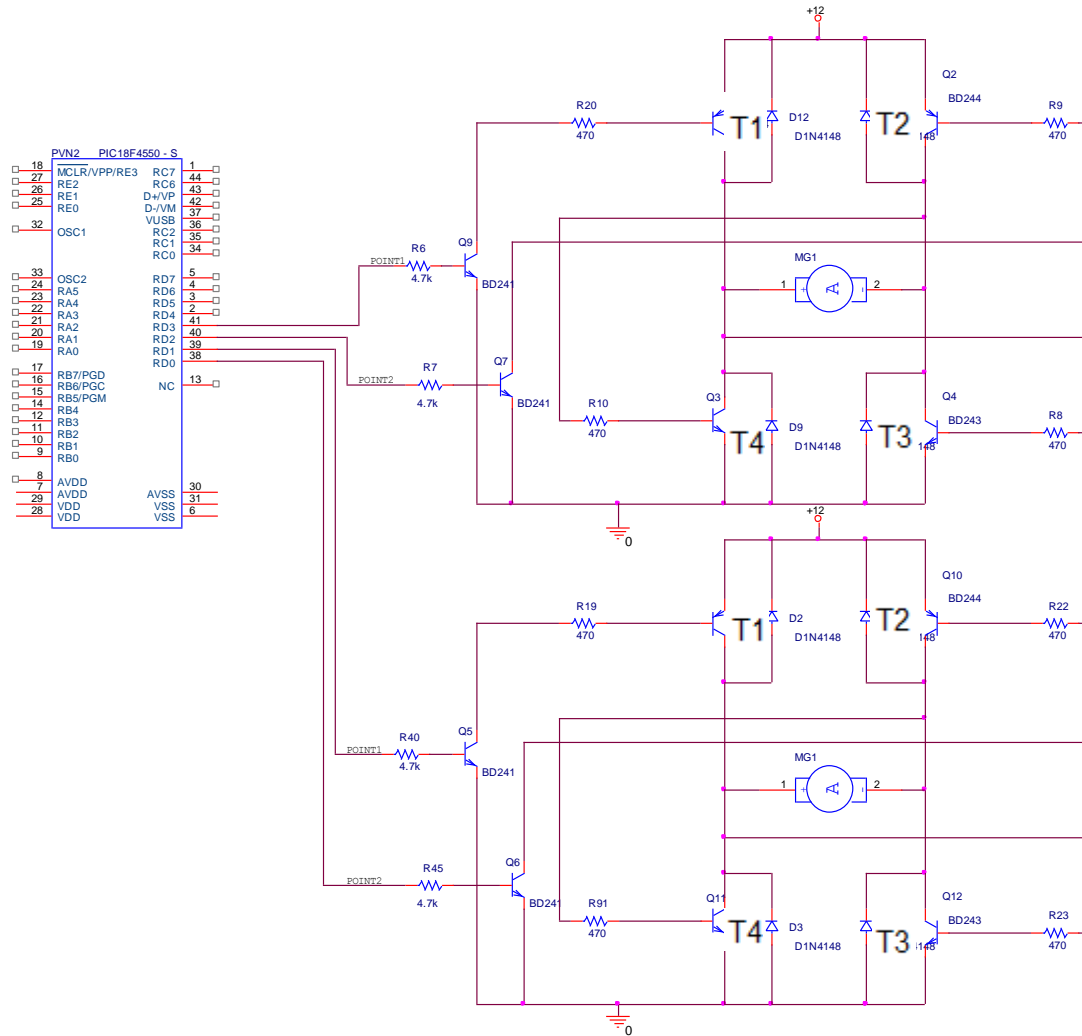 +12
Q2
BD244
R20
470
T1
D12
D1N4148
T2
148
R9
470
PVN2 PIC18F4550 - S
18 MCLR/VPP/RE3 RC7 1
27 RE2 RC6 44
26 RE1 D+/VP 43
25 RE0 D-/VM 42
VUSB 37
32 OSC1 RC2 36
RC1 35
RC0 34
33 OSC2 RD7 5
24 RA5 RD6 4
23 RA4 RD5 3
22 RA3 RD4 2
21 RA2 RD3 41
20 RA1 RD2 40
19 RA0 RD1 39
RD0 38
17 RB7/PGD
16 RB6/PGC NC 13
15 RB5/PGM
14 RB4
12 RB3
11 RB2
10 RB1
9 RB0
8 AVDD
7 AVDD AVSS 30
29 VDD VSS 31
28 VDD VSS 6
POINT1
R6
4.7k
Q9
BD241
MG1
1 + A - 2
POINT2
R7
4.7k
Q7
BD241
R10
470
Q3
T4
D9
D1N4148
T3
Q4
BD243
148
R8
470
0
+12
Q10
BD244
R19
470
T1
D2
D1N4148
T2
148
R22
470
POINT1
R40
4.7k
Q5
BD241
MG1
1 + A - 2
POINT2
R45
4.7k
Q6
BD241
R91
470
Q11
T4
D3
D1N4148
T3
Q12
BD243
148
R23
470
0